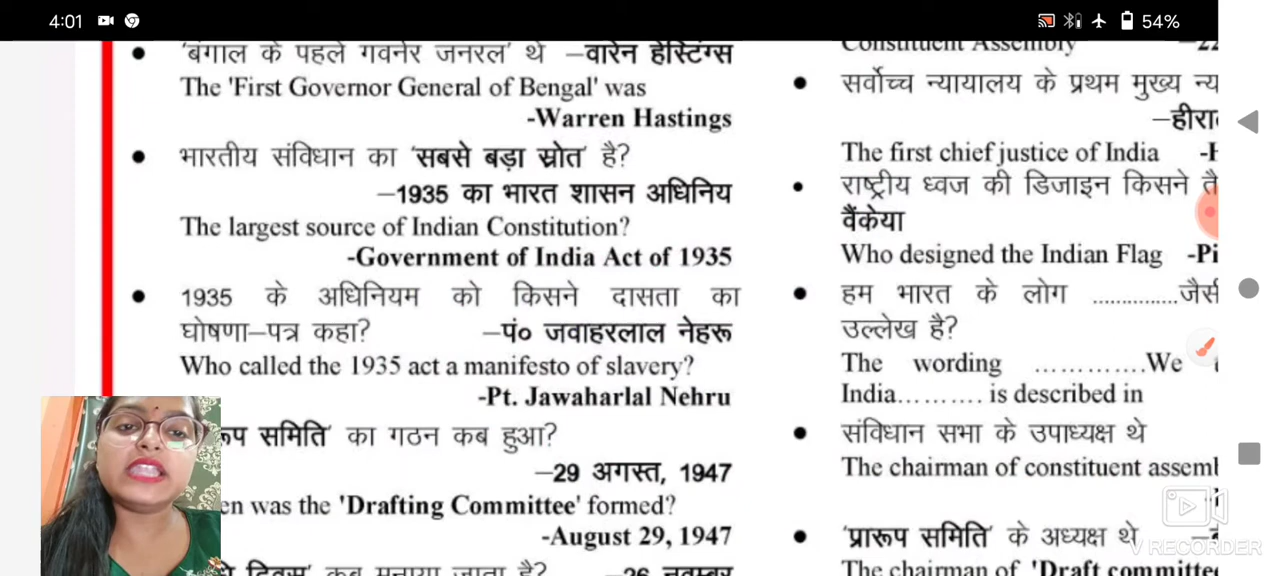 4:01
54%
'बंगाल के पहले गवर्नर जनरल' थे –वारेन हेस्टिंग्स
The 'First Governor General of Bengal' was
-Warren Hastings
• भारतीय संविधान का 'सबसे बड़ा स्रोत' है?
–1935 का भारत शासन अधिनिय
The largest source of Indian Constitution?
-Government of India Act of 1935
• 1935 के अधिनियम को किसने दासता का
घोषणा–पत्र कहा? –पं० जवाहरलाल नेहरू
Who called the 1935 act a manifesto of slavery?
-Pt. Jawaharlal Nehru
समिति' का गठन कब हुआ?
–29 अगस्त, 1947
was the 'Drafting Committee' formed?
-August 29, 1947
दिवस' कब मनाया जाता है? –26 नवम्बर
Constituent Assembly
• सर्वोच्च न्यायालय के प्रथम मुख्य
The first chief justice of India
• राष्ट्रीय ध्वज की डिजाइन किसने
वैंकेया
Who designed the Indian Flag
• हम भारत के लोग ...............
उल्लेख है?
The wording .............We
India.......... is described in
• संविधान सभा के उपाध्यक्ष थे
The chairman of constituent
• 'प्रारूप समिति' के अध्यक्ष थे
The chairman of 'Draft
V RECORDER